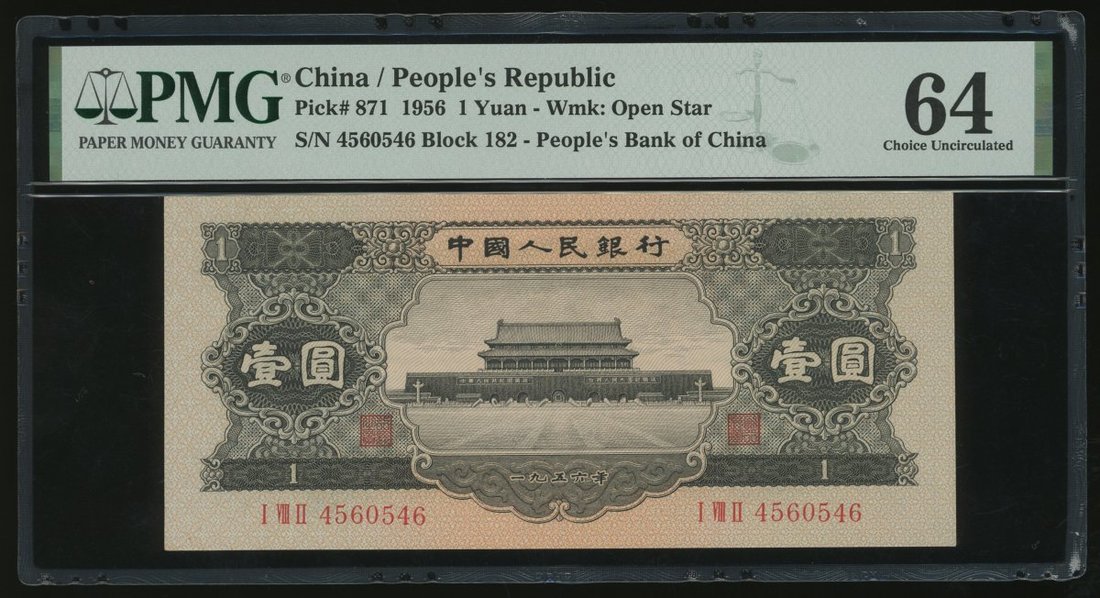 PMG®
PAPER MONEY GUARANTY
China / People's Republic
Pick# 871 1956 1 Yuan - Wmk: Open Star
S/N 4560546 Block 182 - People's Bank of China
64
Choice Uncirculated
1
中國人民銀行
1
壹圓
壹圓
1
1
一九五六年
I VIII II 4560546
I VIII II 4560546